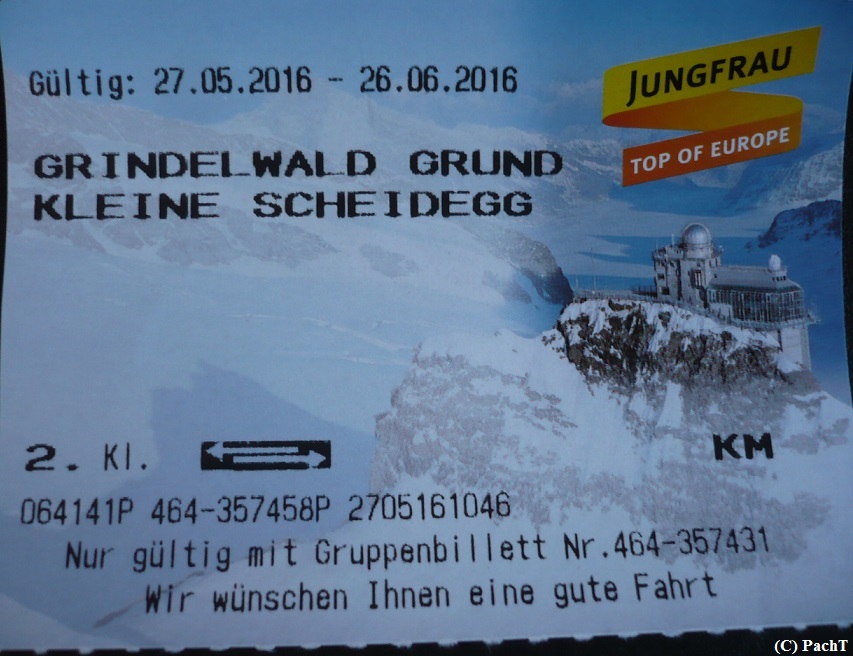 Gültig: 27.05.2016 - 26.06.2016
JUNGFRAU
TOP OF EUROPE
GRINDELWALD GRUND
KLEINE SCHEIDEGG
2. Kl.
KM
064141P 464-357458P 2705161046
Nur gültig mit Gruppenbillett Nr.464-357431
Wir wünschen Ihnen eine gute Fahrt
(C) PachT